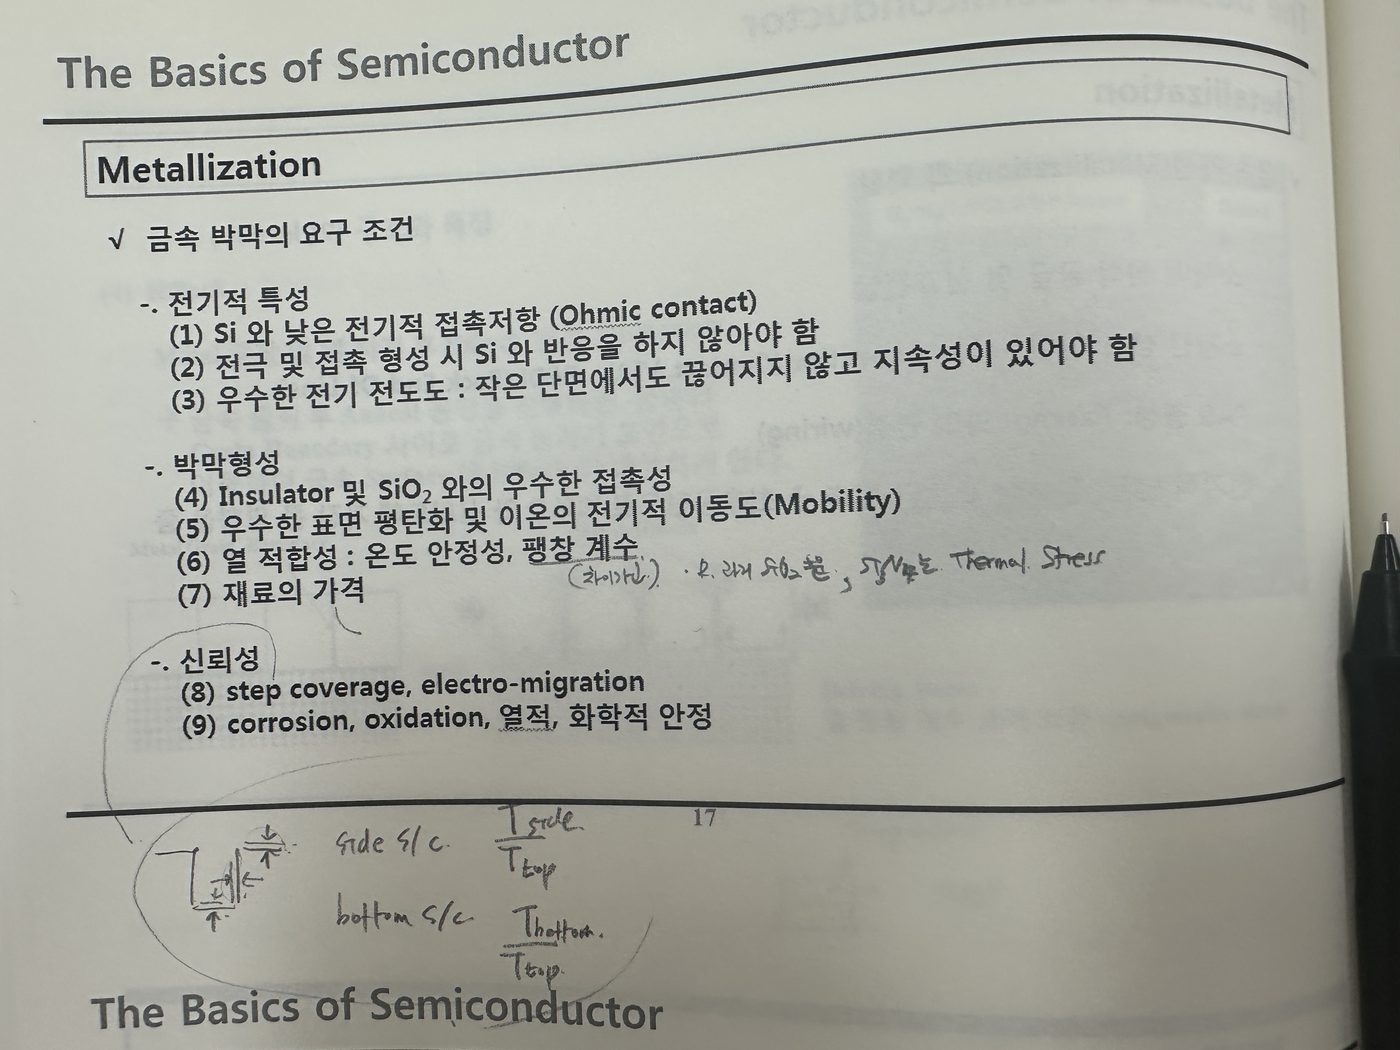 The Basics of Semiconductor
Metallization
√ 금속 박막의 요구 조건
-. 전기적 특성
(1) Si 와 낮은 전기적 접촉저항 (Ohmic contact)
(2) 전극 및 접촉 형성 시 Si 와 반응을 하지 않아야 함
(3) 우수한 전기 전도도 : 작은 단면에서도 끊어지지 않고 지속성이 있어야 함
-. 박막형성
(4) Insulator 및 SiO₂ 와의 우수한 접촉성
(5) 우수한 표면 평탄화 및 이온의 전기적 이동도(Mobility)
(6) 열 적합성 : 온도 안정성, 팽창 계수
SiO₂ Thermal Stress
(7) 재료의 가격
-. 신뢰성
(8) step coverage, electro-migration
(9) corrosion, oxidation, 열적, 화학적 안정
17
side s/c. Tside
Ttop
bottom s/c Tbottom.
Ttop.
The Basics of Semiconductor